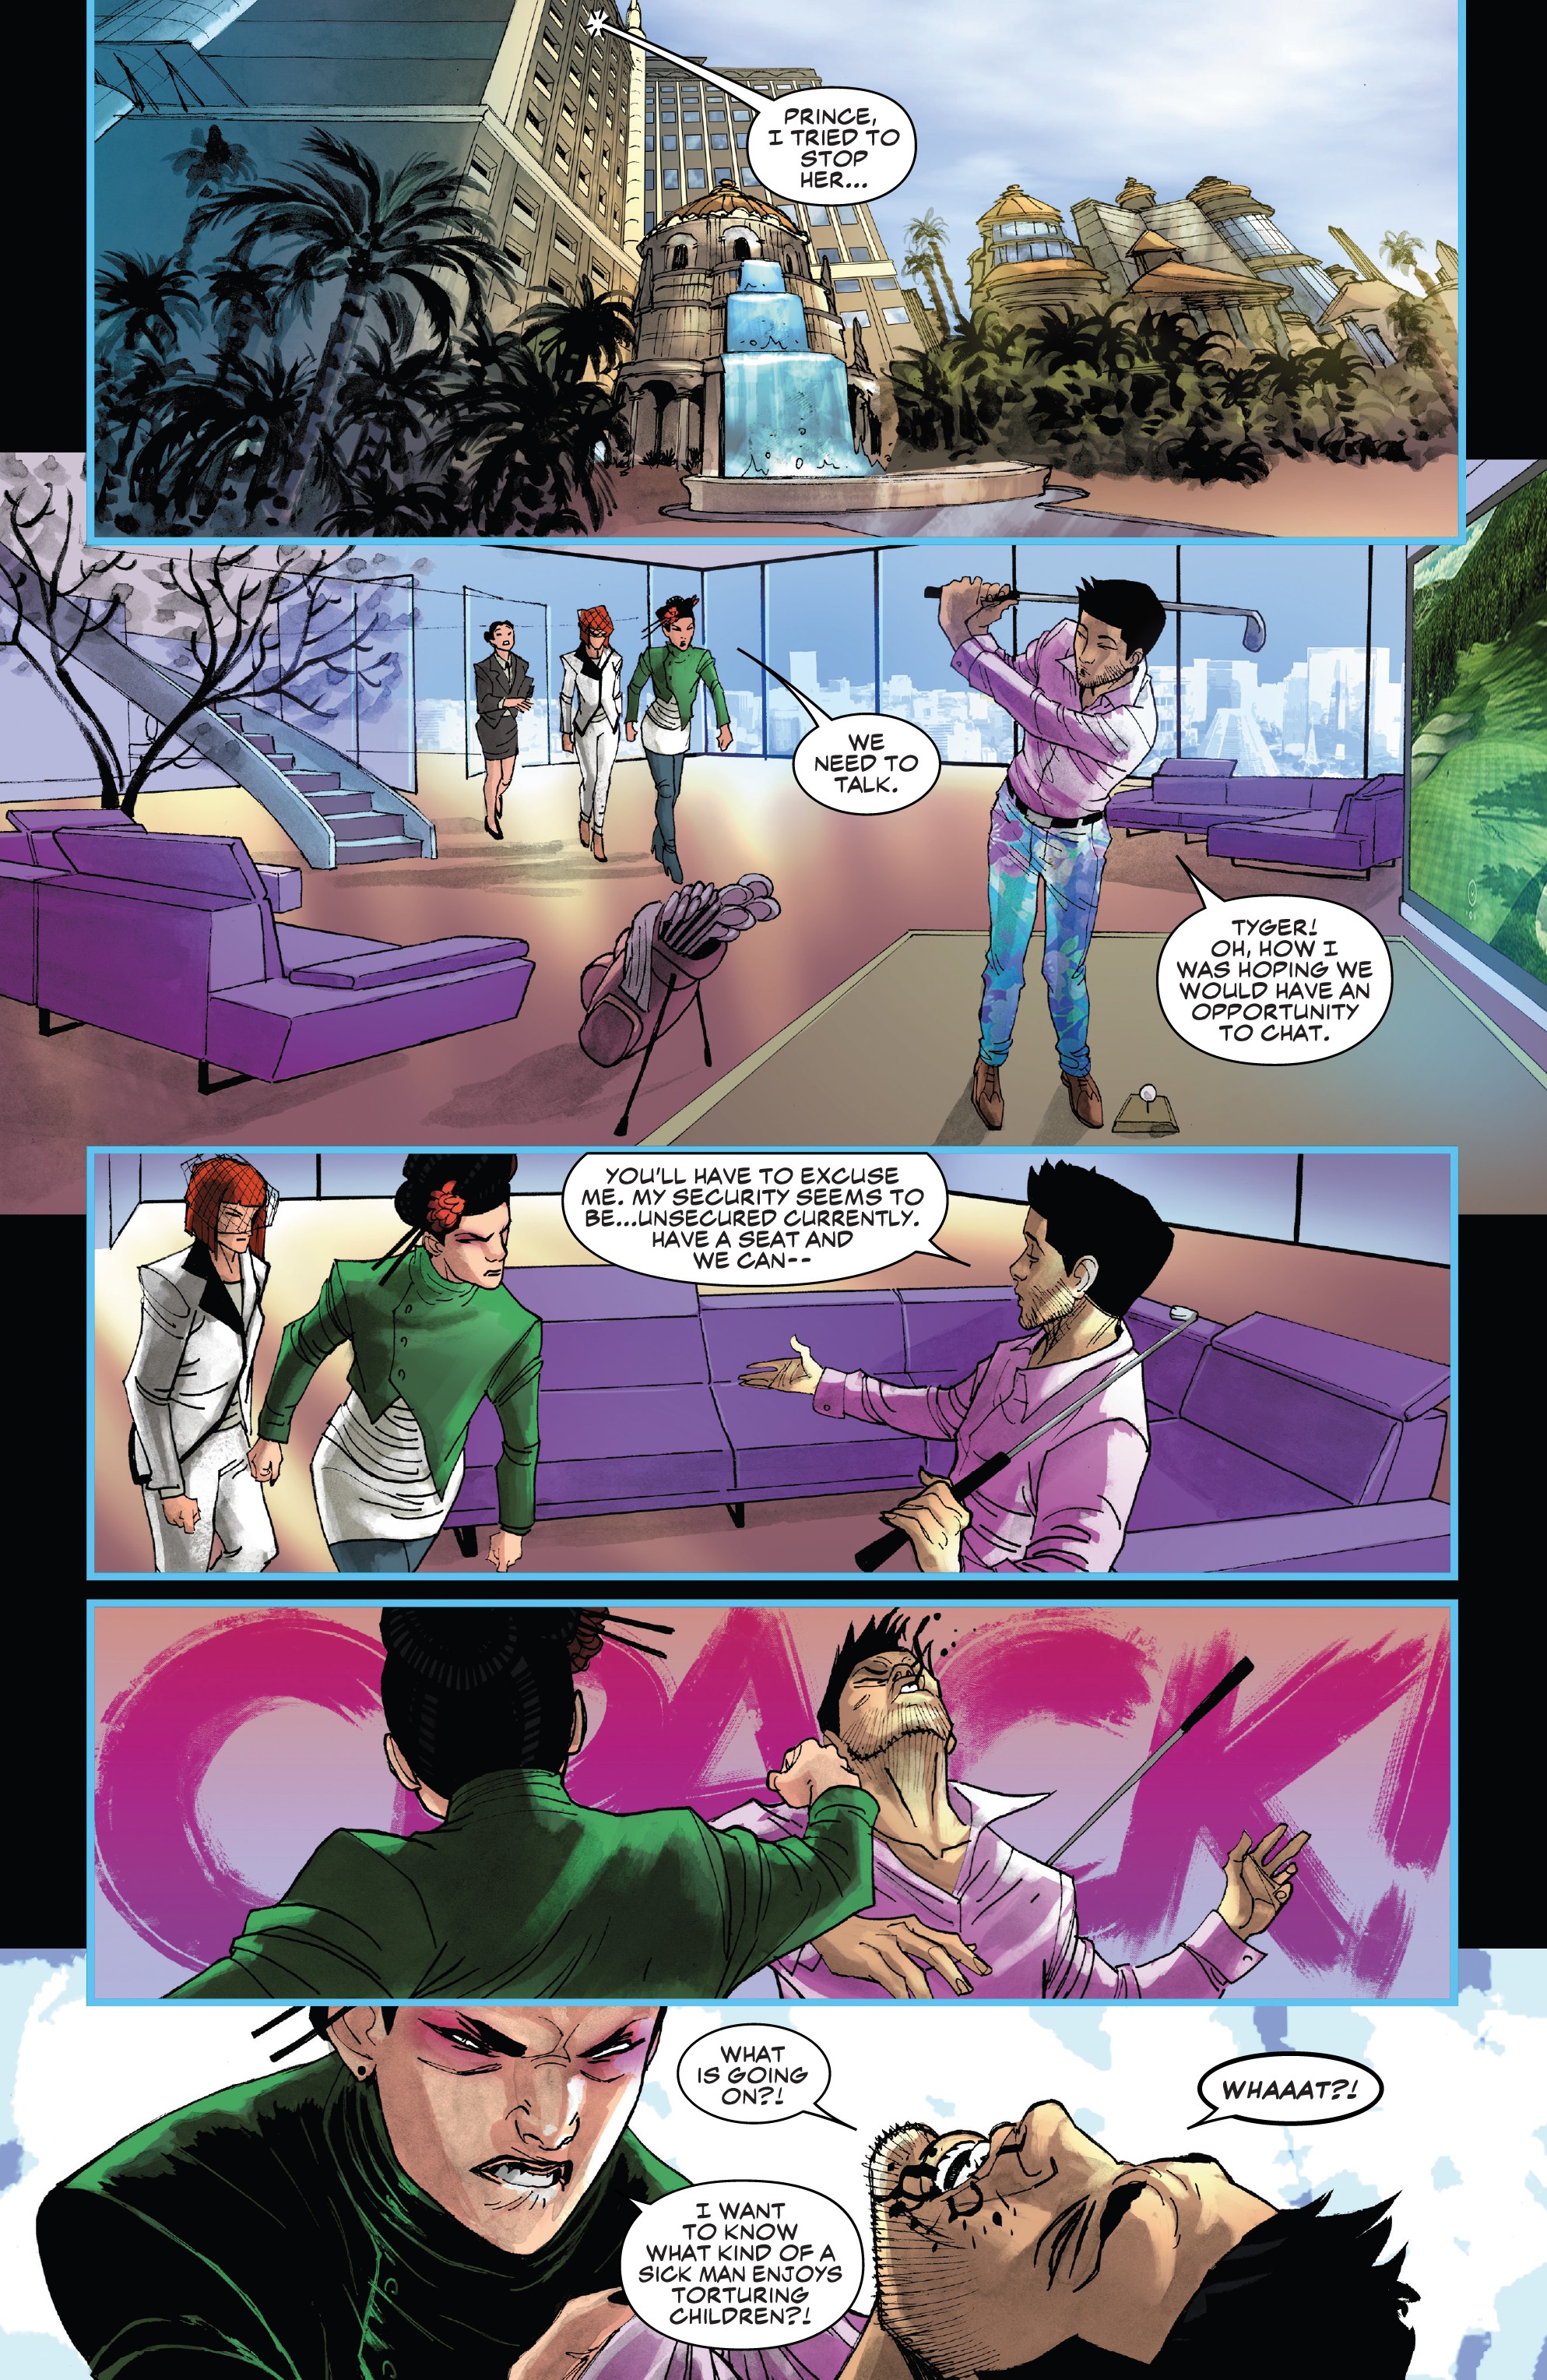 PRINCE,
I TRIED TO
STOP
HER...
WE
NEED TO
TALK.
TYGER!
OH, HOW I
WAS HOPING WE
WOULD HAVE AN
OPPORTUNITY
TO CHAT.
YOU'LL HAVE TO EXCUSE
ME. MY SECURITY SEEMS TO
BE...UNSECURED CURRENTLY.
HAVE A SEAT AND
WE CAN--
CRACK!
WHAT
IS GOING
ON?!
WHAAAT?!
I WANT
TO KNOW
WHAT KIND OF A
SICK MAN ENJOYS
TORTURING
CHILDREN?!